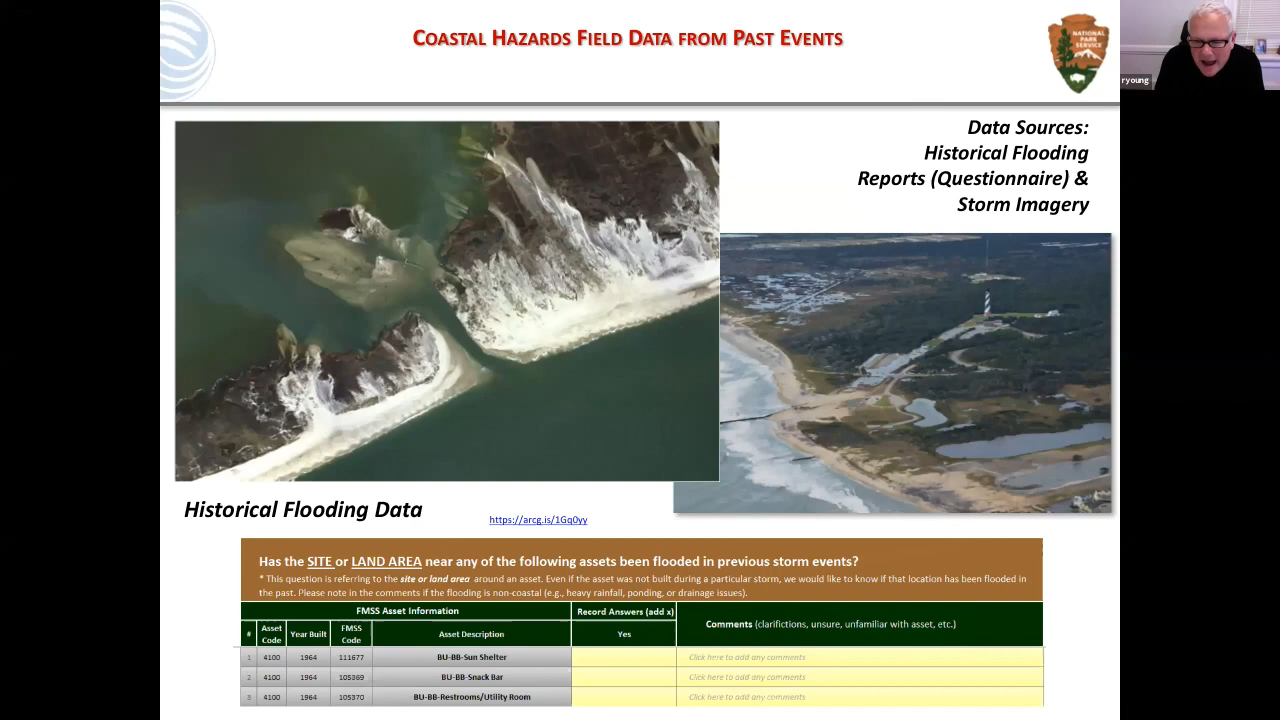 COASTAL HAZARDS FIELD DATA FROM PAST EVENTS
NATIONAL
PARK
SERVICE
ryoung
Data Sources:
Historical Flooding
Reports (Questionnaire) &
Storm Imagery
Historical Flooding Data
https://arcg.is/1Gq0yy
Has the SITE or LAND AREA near any of the following assets been flooded in previous storm events?
* This question is referring to the site or land area around an asset. Even if the asset was not built during a particular storm, we would like to know if that location has been flooded in
the past. Please note in the comments if the flooding is non-coastal (e.g., heavy rainfall, ponding, or drainage issues).
FMSS Asset Information Record Answers (add x) Comments (clarifictions, unsure, unfamiliar with asset, etc.)
# Asset Code Year Built FMSS Code Asset Description Yes
1 4100 1964 111677 BU-BB-Sun Shelter Click here to add any comments
2 4100 1964 105369 BU-BB-Snack Bar Click here to add any comments
3 4100 1964 105370 BU-BB-Restrooms/Utility Room Click here to add any comments